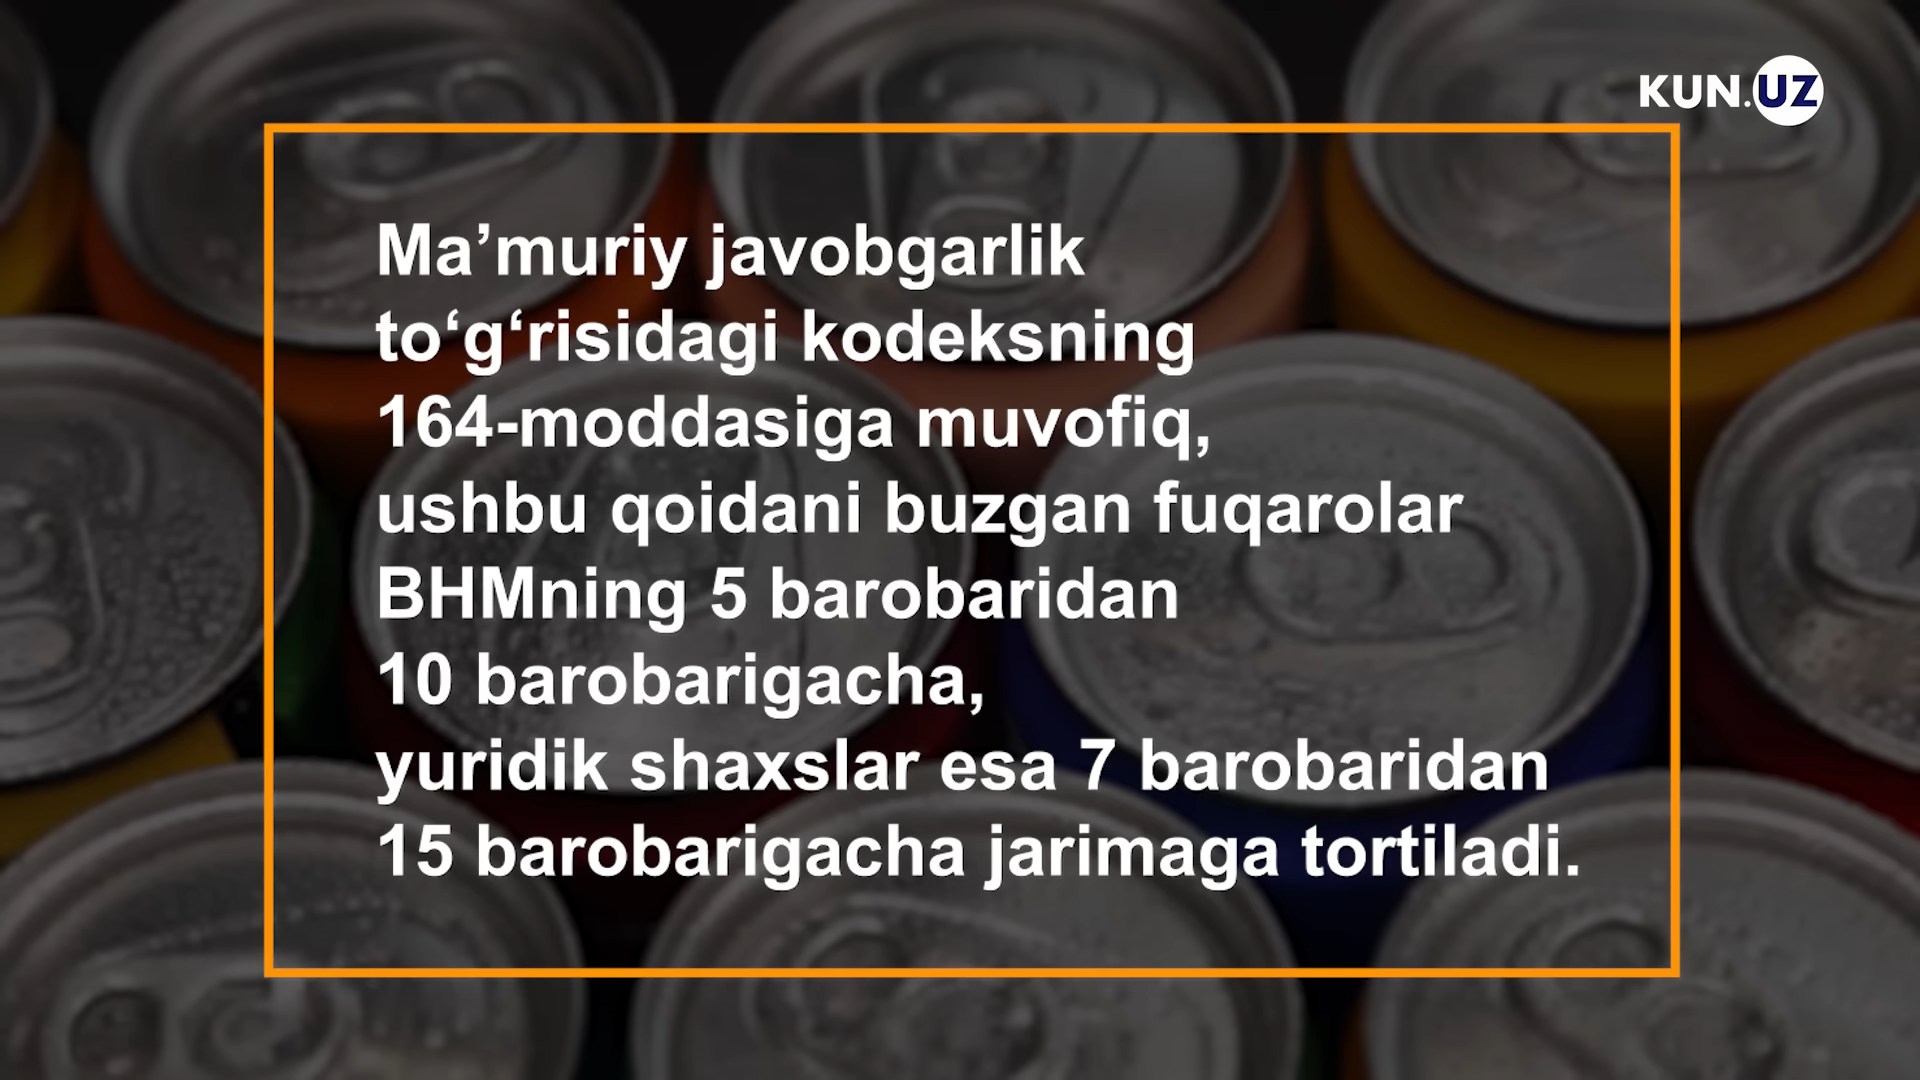 KUN.UZ
Ma’muriy javobgarlik
to‘g‘risidagi kodeksning
164-moddasiga muvofiq,
ushbu qoidani buzgan fuqarolar
BHMning 5 barobaridan
10 barobarigacha,
yuridik shaxslar esa 7 barobaridan
15 barobarigacha jarimaga tortiladi.